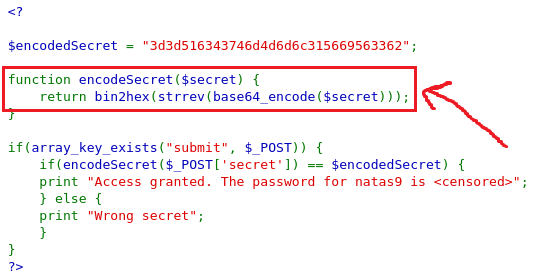 <?
$encodedSecret = "3d3d516343746d4d6d6c315669563362";
function encodeSecret($secret) {
    return bin2hex(strrev(base64_encode($secret)));
}
if(array_key_exists("submit", $_POST)) {
    if(encodeSecret($_POST['secret']) == $encodedSecret) {
    print "Access granted. The password for natas9 is <censored>";
    } else {
    print "Wrong secret";
    }
}
?>